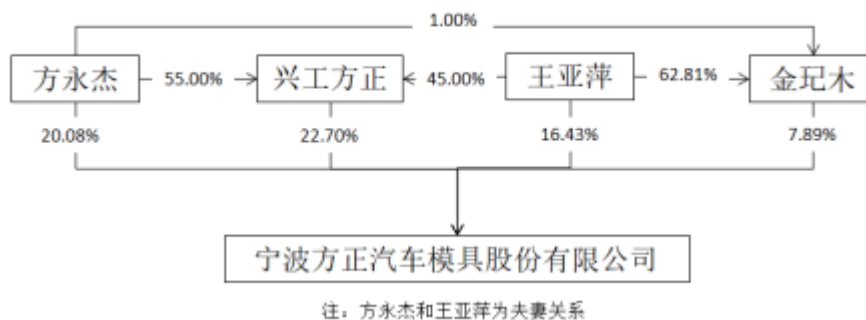 1.00%
方永杰 55.00% 兴工方正 45.00% 王亚萍 62.81% 金玘木
20.08% 22.70% 16.43% 7.89%
宁波方正汽车模具股份有限公司
注：方永杰和王亚萍为夫妻关系